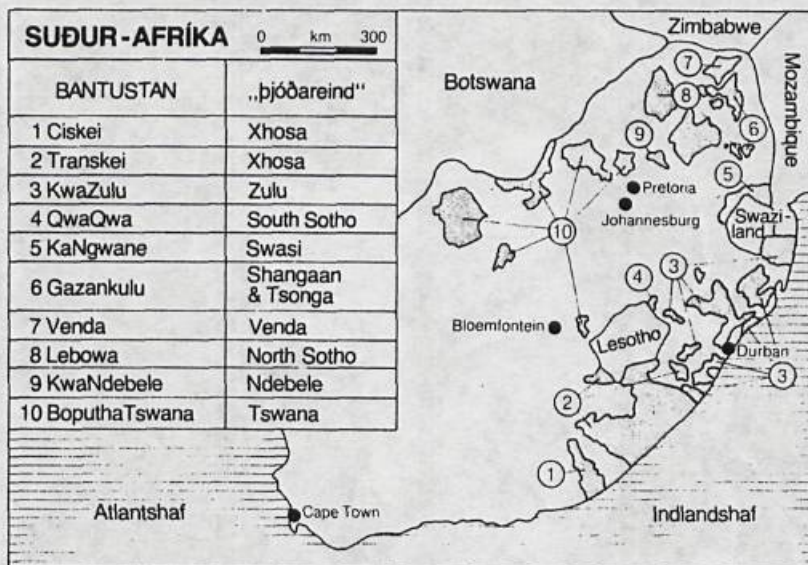 SUÐUR-AFRÍKA
0 km 300
BANTUSTAN „þjóðareind“
1 Ciskei Xhosa
2 Transkei Xhosa
3 KwaZulu Zulu
4 QwaQwa South Sotho
5 KaNgwane Swasi
6 Gazankulu Shangaan & Tsonga
7 Venda Venda
8 Lebowa North Sotho
9 KwaNdebele Ndebele
10 BoputhaTswana Tswana
Zimbabwe
Botswana
Mozambique
7
8
6
9
5
Pretoria
Johannesburg
Swazi-
land
10
3
4
Bloemfontein
Lesotho
Durban
3
2
1
Atlantshaf
Cape Town
Indlandshaf